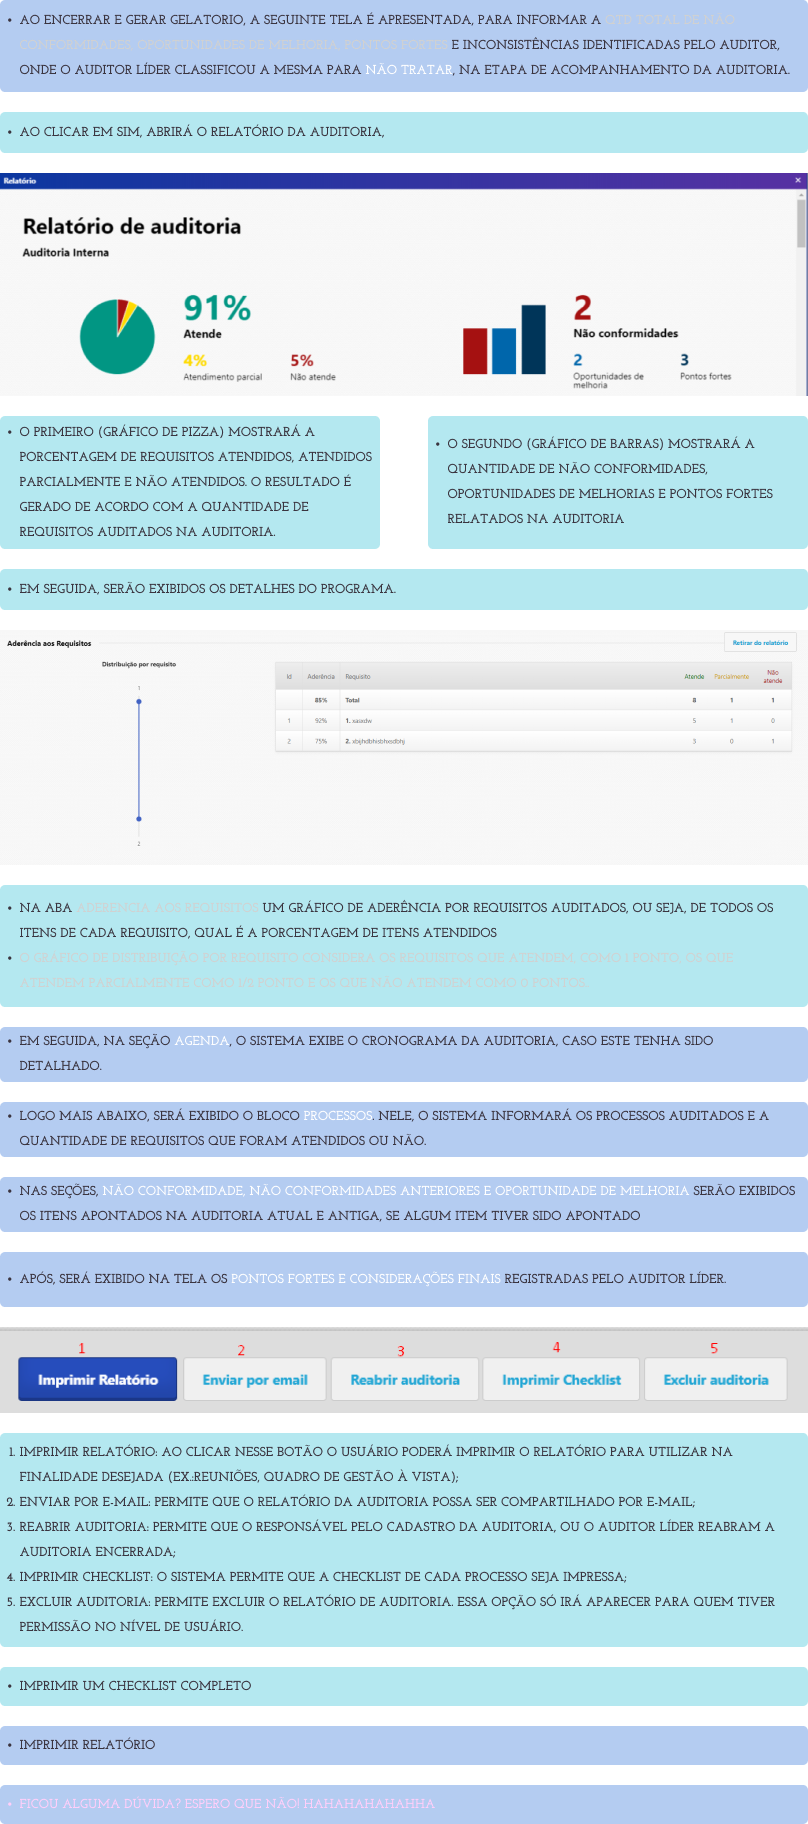 • AO ENCERRAR E GERAR GELATORIO, A SEGUINTE TELA É APRESENTADA, PARA INFORMAR A QTD TOTAL DE NÃO
CONFORMIDADES, OPORTUNIDADES DE MELHORIA, PONTOS FORTES E INCONSISTÊNCIAS IDENTIFICADAS PELO AUDITOR,
ONDE O AUDITOR LÍDER CLASSIFICOU A MESMA PARA NÃO TRATAR, NA ETAPA DE ACOMPANHAMENTO DA AUDITORIA.
• AO CLICAR EM SIM, ABRIRÁ O RELATÓRIO DA AUDITORIA,
Relatório ×
Relatório de auditoria
Auditoria Interna
91%
Atende
4%
Atendimento parcial
5%
Não atende
2
Não conformidades
2
Oportunidades de
melhoria
3
Pontos fortes
• O PRIMEIRO (GRÁFICO DE PIZZA) MOSTRARÁ A
PORCENTAGEM DE REQUISITOS ATENDIDOS, ATENDIDOS
PARCIALMENTE E NÃO ATENDIDOS. O RESULTADO É
GERADO DE ACORDO COM A QUANTIDADE DE
REQUISITOS AUDITADOS NA AUDITORIA.
• O SEGUNDO (GRÁFICO DE BARRAS) MOSTRARÁ A
QUANTIDADE DE NÃO CONFORMIDADES,
OPORTUNIDADES DE MELHORIAS E PONTOS FORTES
RELATADOS NA AUDITORIA
• EM SEGUIDA, SERÃO EXIBIDOS OS DETALHES DO PROGRAMA.
Aderência aos Requisitos
Retirar do relatório
Distribuição por requisito
1
2
Id Aderência Requisito Atende Parcialmente Não atende
85% Total 8 1 1
1 92% 1. xasxdw 5 1 0
2 75% 2. xbijhdbhisbhxsdbhj 3 0 1
• NA ABA ADERENCIA AOS REQUISITOS UM GRÁFICO DE ADERÊNCIA POR REQUISITOS AUDITADOS, OU SEJA, DE TODOS OS
ITENS DE CADA REQUISITO, QUAL É A PORCENTAGEM DE ITENS ATENDIDOS
• O GRÁFICO DE DISTRIBUIÇÃO POR REQUISITO CONSIDERA OS REQUISITOS QUE ATENDEM, COMO 1 PONTO, OS QUE
ATENDEM PARCIALMENTE COMO 1/2 PONTO E OS QUE NÃO ATENDEM COMO 0 PONTOS.
• EM SEGUIDA, NA SEÇÃO AGENDA, O SISTEMA EXIBE O CRONOGRAMA DA AUDITORIA, CASO ESTE TENHA SIDO
DETALHADO.
• LOGO MAIS ABAIXO, SERÁ EXIBIDO O BLOCO PROCESSOS. NELE, O SISTEMA INFORMARÁ OS PROCESSOS AUDITADOS E A
QUANTIDADE DE REQUISITOS QUE FORAM ATENDIDOS OU NÃO.
• NAS SEÇÕES, NÃO CONFORMIDADE, NÃO CONFORMIDADES ANTERIORES E OPORTUNIDADE DE MELHORIA SERÃO EXIBIDOS
OS ITENS APONTADOS NA AUDITORIA ATUAL E ANTIGA, SE ALGUM ITEM TIVER SIDO APONTADO
• APÓS, SERÁ EXIBIDO NA TELA OS PONTOS FORTES E CONSIDERAÇÕES FINAIS REGISTRADAS PELO AUDITOR LÍDER.
1 2 3 4 5
Imprimir Relatório Enviar por email Reabrir auditoria Imprimir Checklist Excluir auditoria
1. IMPRIMIR RELATÓRIO: AO CLICAR NESSE BOTÃO O USUÁRIO PODERÁ IMPRIMIR O RELATÓRIO PARA UTILIZAR NA
FINALIDADE DESEJADA (EX.:REUNIÕES, QUADRO DE GESTÃO À VISTA);
2. ENVIAR POR E-MAIL: PERMITE QUE O RELATÓRIO DA AUDITORIA POSSA SER COMPARTILHADO POR E-MAIL;
3. REABRIR AUDITORIA: PERMITE QUE O RESPONSÁVEL PELO CADASTRO DA AUDITORIA, OU O AUDITOR LÍDER REABRAM A
AUDITORIA ENCERRADA;
4. IMPRIMIR CHECKLIST: O SISTEMA PERMITE QUE A CHECKLIST DE CADA PROCESSO SEJA IMPRESSA;
5. EXCLUIR AUDITORIA: PERMITE EXCLUIR O RELATÓRIO DE AUDITORIA. ESSA OPÇÃO SÓ IRÁ APARECER PARA QUEM TIVER
PERMISSÃO NO NÍVEL DE USUÁRIO.
• IMPRIMIR UM CHECKLIST COMPLETO
• IMPRIMIR RELATÓRIO
• FICOU ALGUMA DÚVIDA? ESPERO QUE NÃO! HAHAHAHAHAHHA